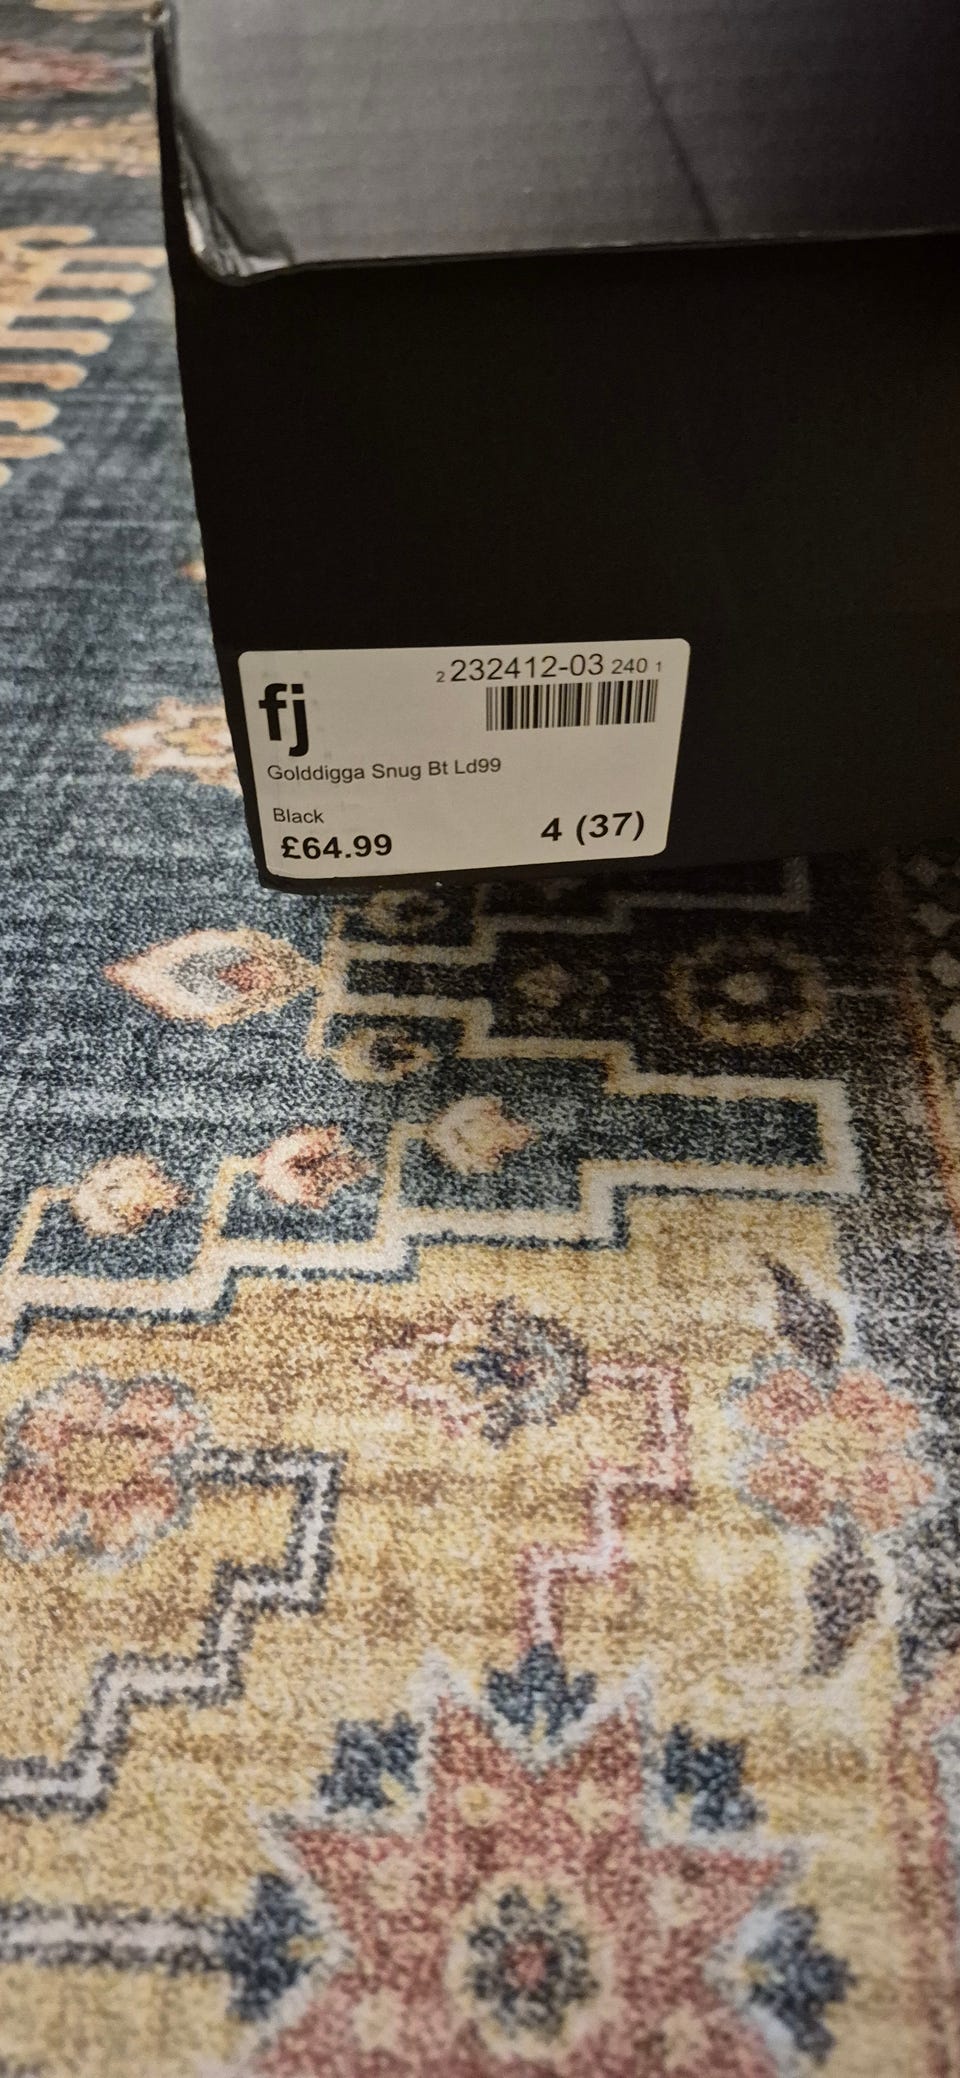 2 232412-03 240 1
fj
Golddigga Snug Bt Ld99
Black
£64.99
4 (37)